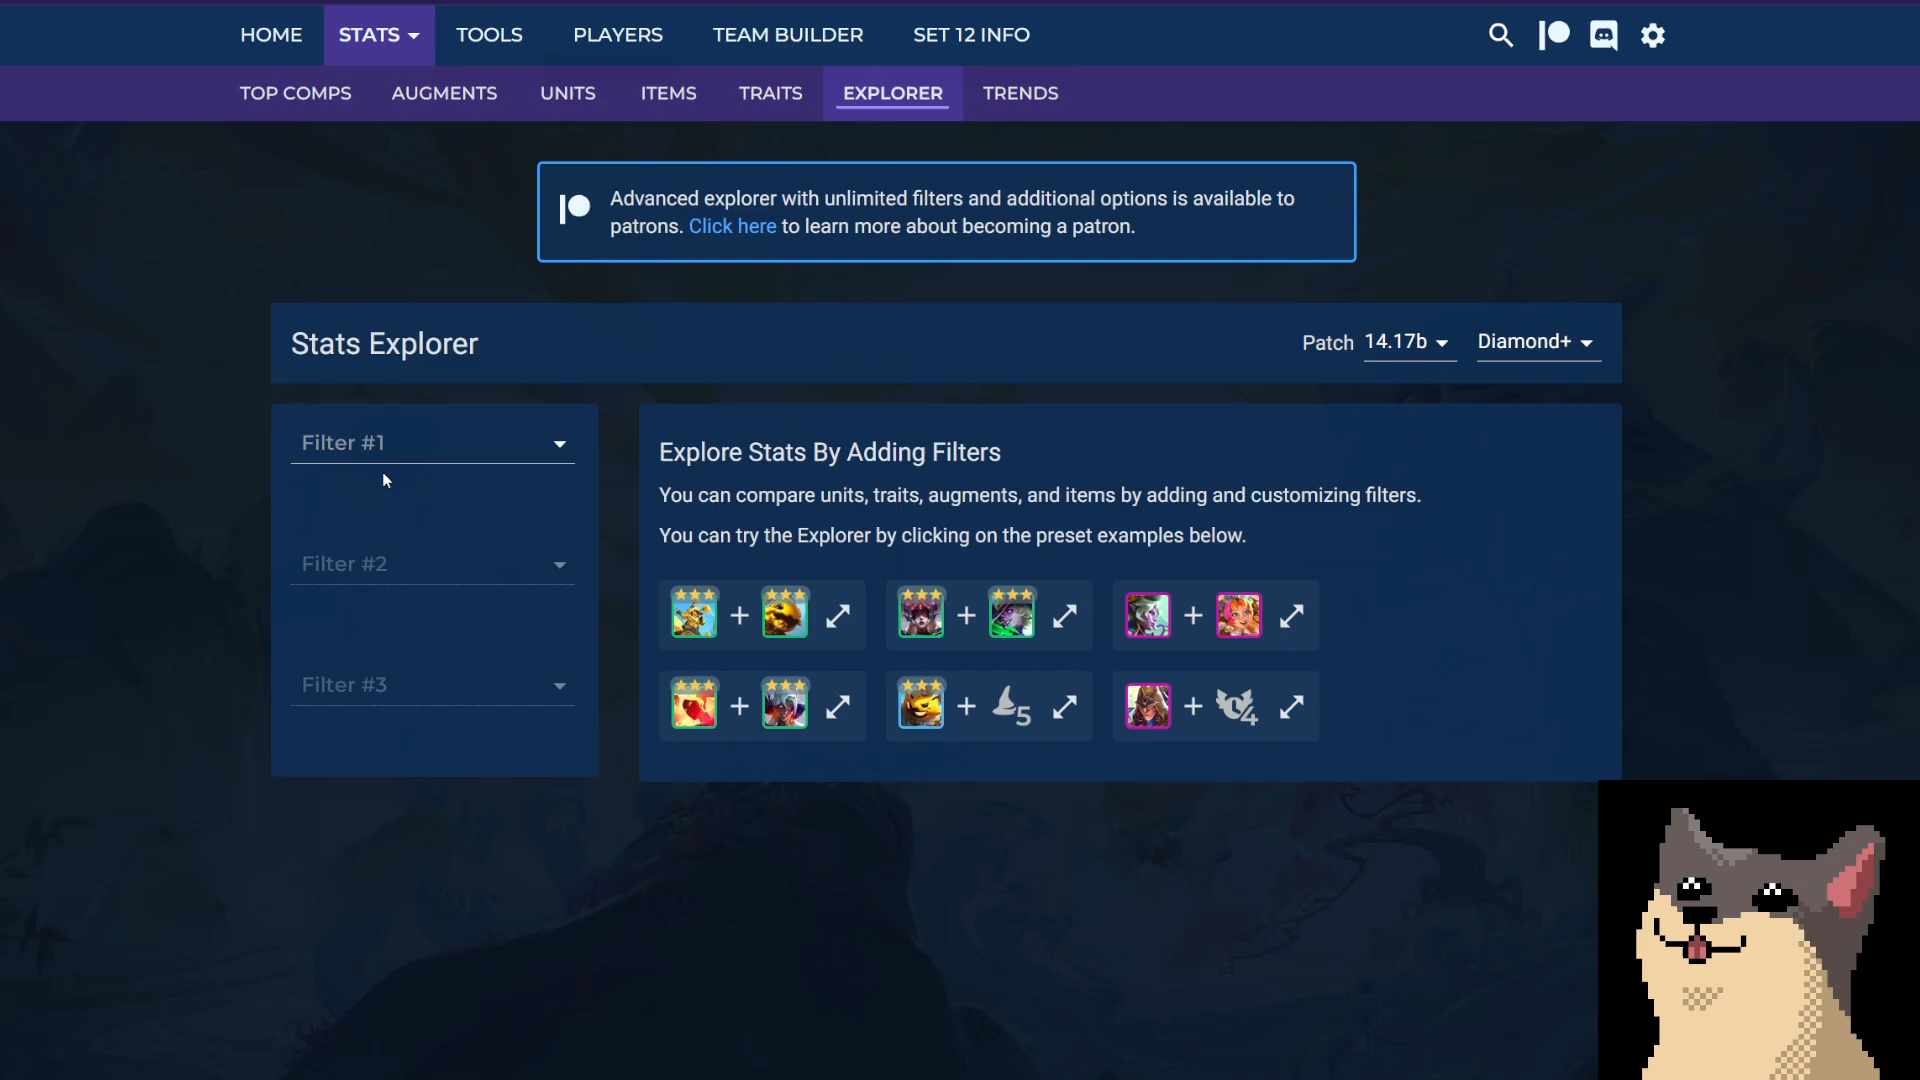 HOME STATS TOOLS PLAYERS TEAM BUILDER SET 12 INFO
TOP COMPS AUGMENTS UNITS ITEMS TRAITS EXPLORER TRENDS
Advanced explorer with unlimited filters and additional options is available to
patrons. Click here to learn more about becoming a patron.
Stats Explorer
Patch 14.17b Diamond+
Filter #1
Filter #2
Filter #3
Explore Stats By Adding Filters
You can compare units, traits, augments, and items by adding and customizing filters.
You can try the Explorer by clicking on the preset examples below.
+ + +
+ + 5 + 4